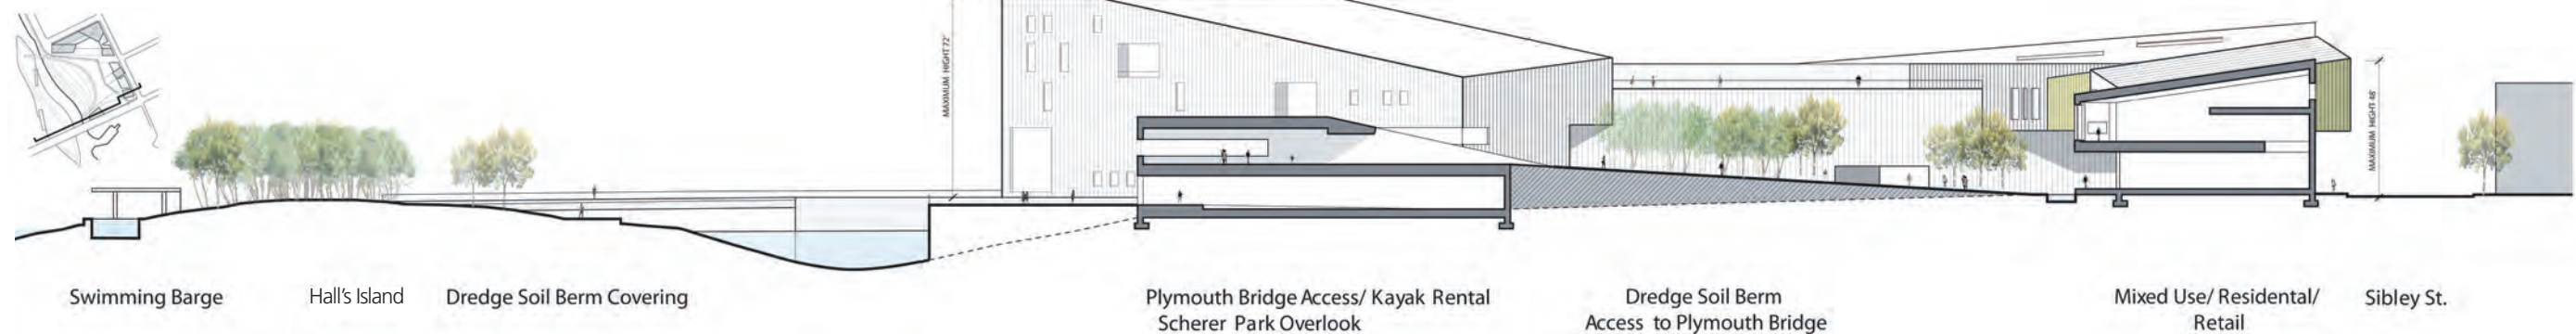 MAXIMUM HIGHT 72'
MAXIMUM HIGHT 48'
Swimming Barge
Hall's Island
Dredge Soil Berm Covering
Plymouth Bridge Access/ Kayak Rental
Scherer Park Overlook
Dredge Soil Berm
Access to Plymouth Bridge
Mixed Use/ Residental/
Retail
Sibley St.